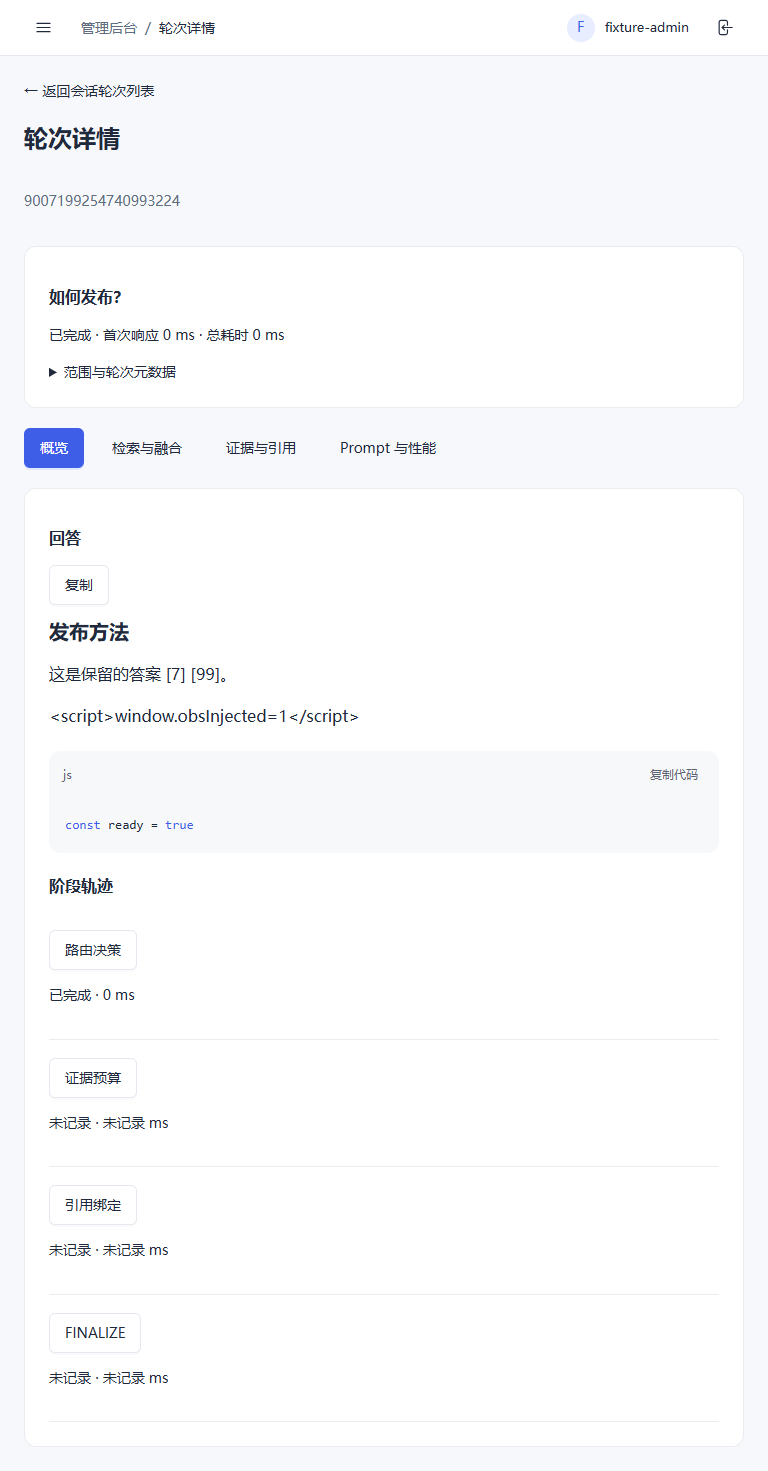 管理后台 / 轮次详情
F fixture-admin
← 返回会话轮次列表
轮次详情
9007199254740993224
如何发布?
已完成 · 首次响应 0 ms · 总耗时 0 ms
▶ 范围与轮次元数据
概览 检索与融合 证据与引用 Prompt 与性能
回答
复制
发布方法
这是保留的答案 [7] [99]。
<script>window.obsInjected=1</script>
js 复制代码
const ready = true
阶段轨迹
路由决策
已完成 · 0 ms
证据预算
未记录 · 未记录 ms
引用绑定
未记录 · 未记录 ms
FINALIZE
未记录 · 未记录 ms